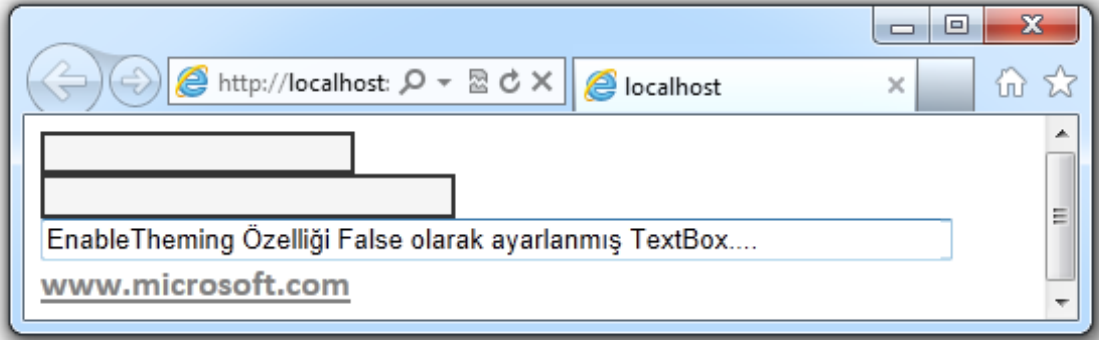 http://localhost:
localhost
EnableTheming Özelliği False olarak ayarlanmış TextBox....
www.microsoft.com